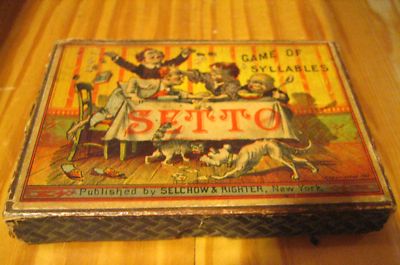 GAME OF
SYLLABLES
SETTO
Published by SELCHOW & RIGHTER, New York.